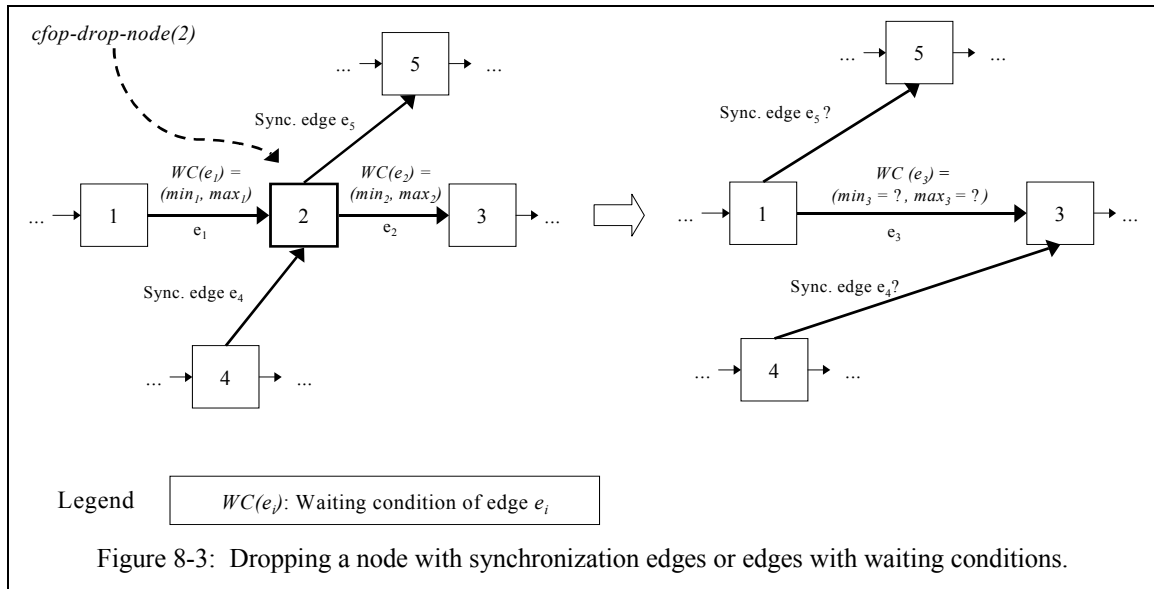 cfop-drop-node(2)
... 5 ...
Sync. edge e5
WC(e1) =
(min1, max1)
WC(e2) =
(min2, max2)
... 1 2 3 ...
e1
e2
Sync. edge e4
... 4 ...
... 5 ...
Sync. edge e5 ?
WC (e3) =
(min3 = ? , max3 = ? )
... 1 3 ...
e3
Sync. edge e4?
... 4 ...
Legend
WC(ei): Waiting condition of edge ei
Figure 8-3: Dropping a node with synchronization edges or edges with waiting conditions.